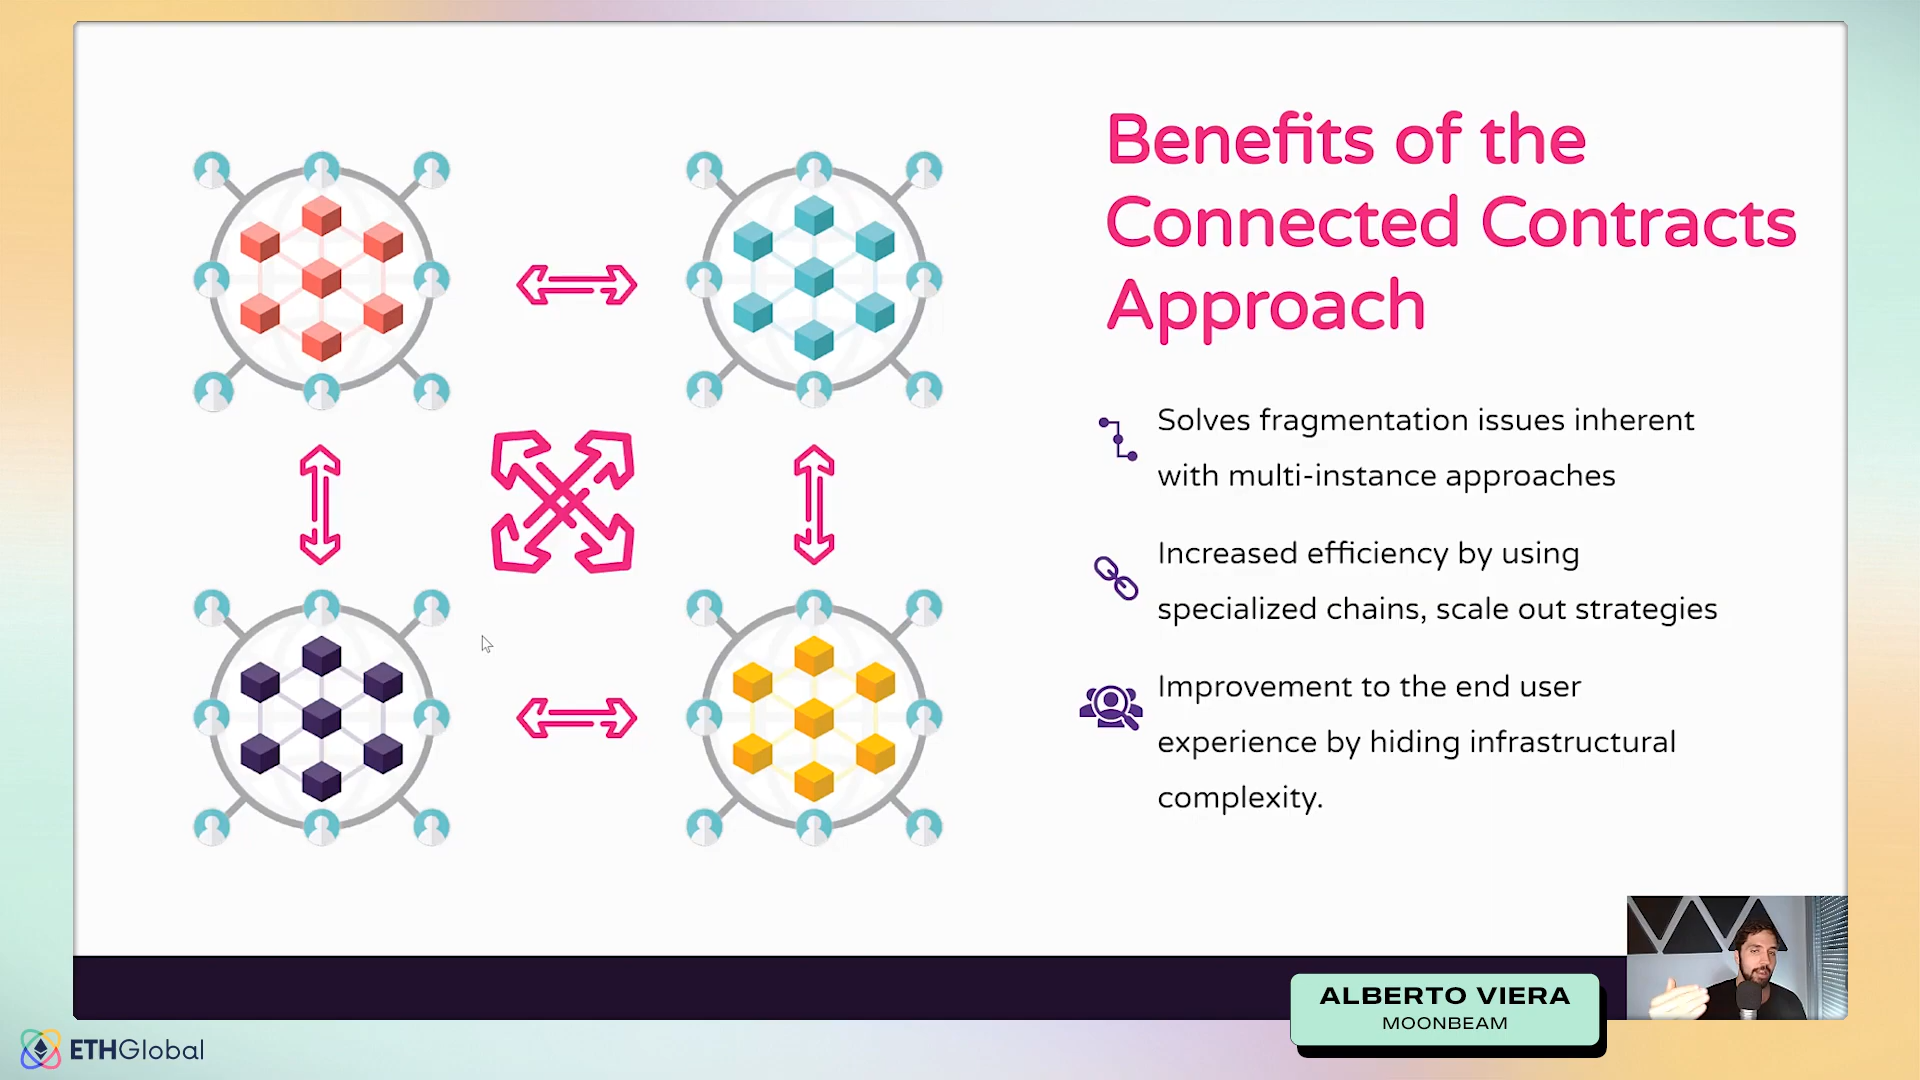 Benefits of the
Connected Contracts
Approach
Solves fragmentation issues inherent
with multi-instance approaches
Increased efficiency by using
specialized chains, scale out strategies
Improvement to the end user
experience by hiding infrastructural
complexity.
ALBERTO VIERA
MOONBEAM
ETHGlobal